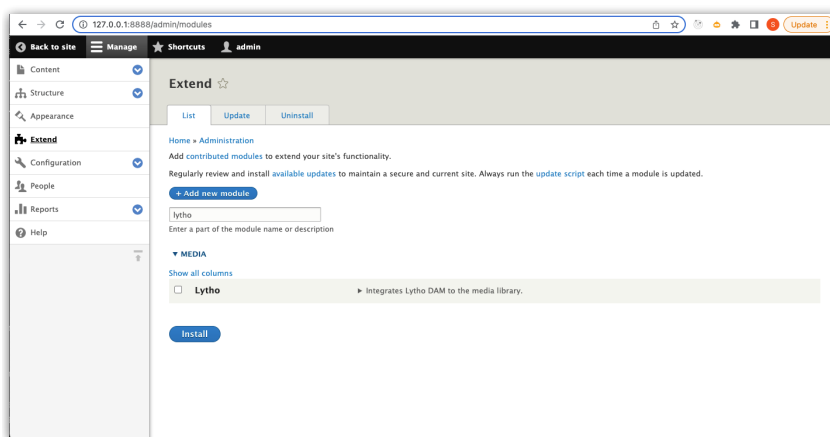 127.0.0.1:8888/admin/modules
S
Update
Back to site
Manage
Shortcuts
admin
Content
Structure
Appearance
Extend
Configuration
People
Reports
Help
Extend
List
Update
Uninstall
Home » Administration
Add contributed modules to extend your site's functionality.
Regularly review and install available updates to maintain a secure and current site. Always run the update script each time a module is updated.
+ Add new module
lytho
Enter a part of the module name or description
▼ MEDIA
Show all columns
Lytho
▶ Integrates Lytho DAM to the media library.
Install